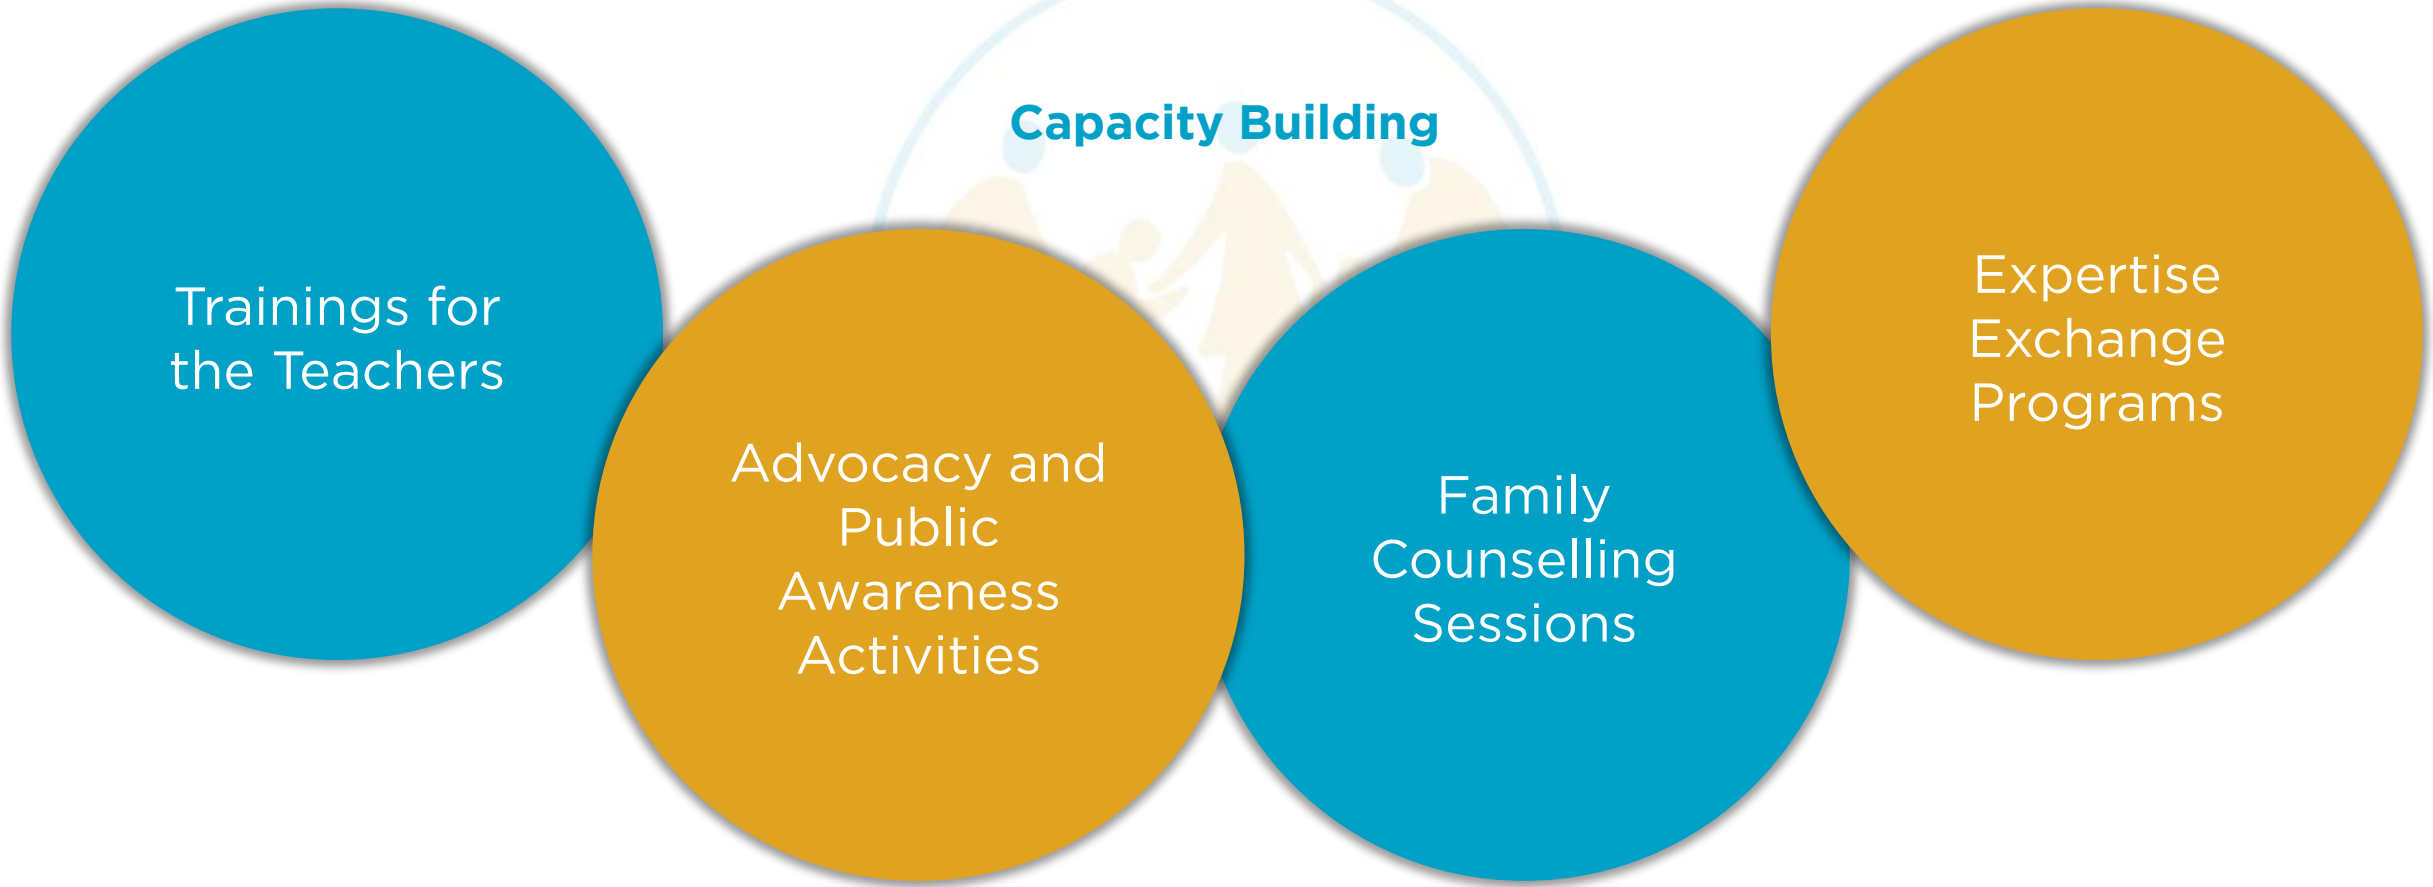 Capacity Building
Trainings for
the Teachers
Advocacy and
Public
Awareness
Activities
Family
Counselling
Sessions
Expertise
Exchange
Programs